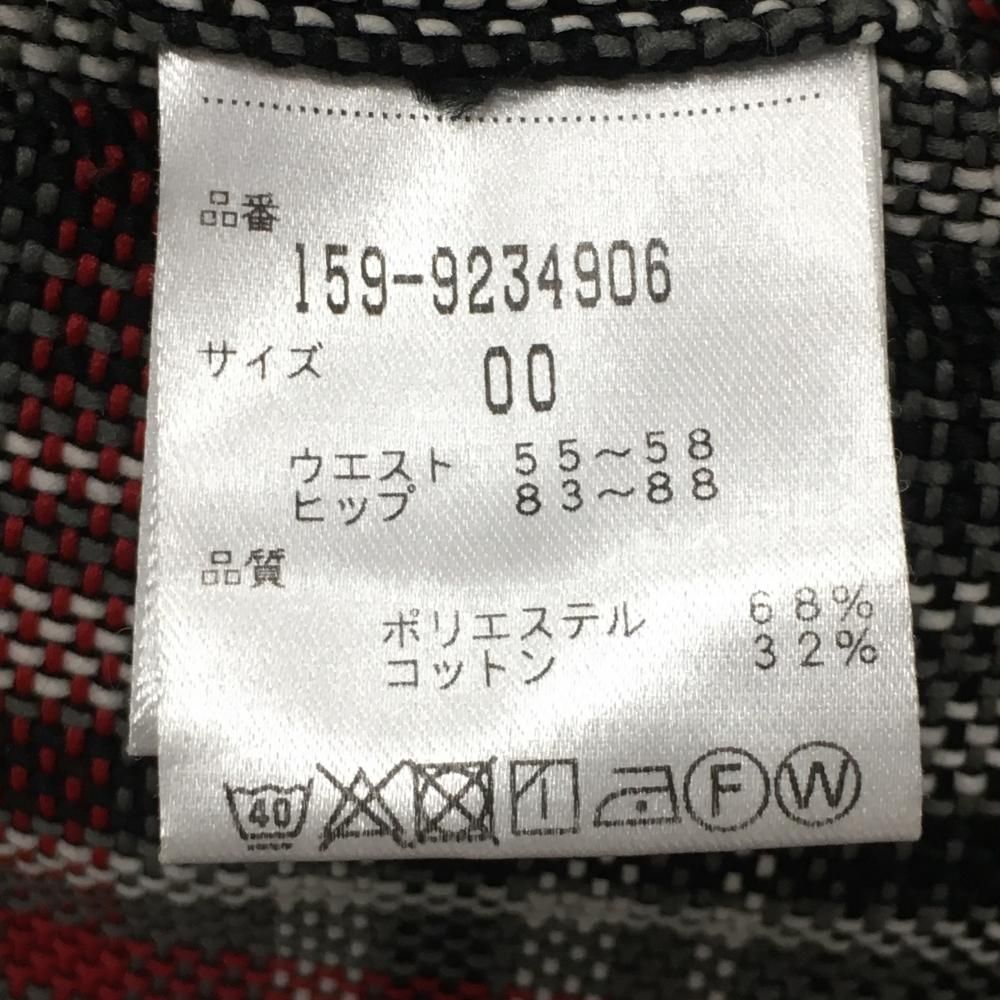 品番
159-9234906
サイズ 00
ウエスト 55~58
ヒップ 83~88
品質
ポリエステル 68%
コットン 32%
40 F W